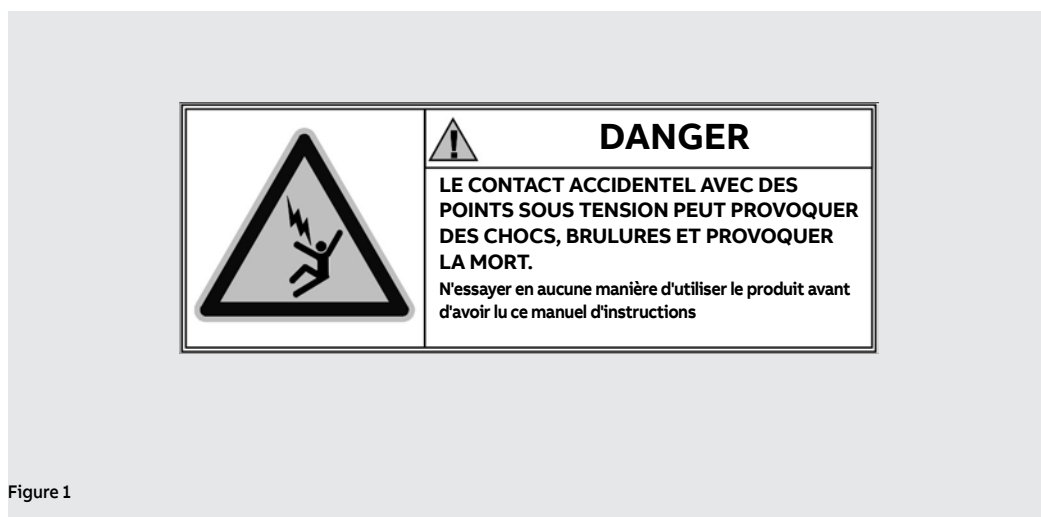 DANGER
LE CONTACT ACCIDENTEL AVEC DES
POINTS SOUS TENSION PEUT PROVOQUER
DES CHOCS, BRULURES ET PROVOQUER
LA MORT.
N'essayer en aucune manière d'utiliser le produit avant
d'avoir lu ce manuel d'instructions
Figure 1